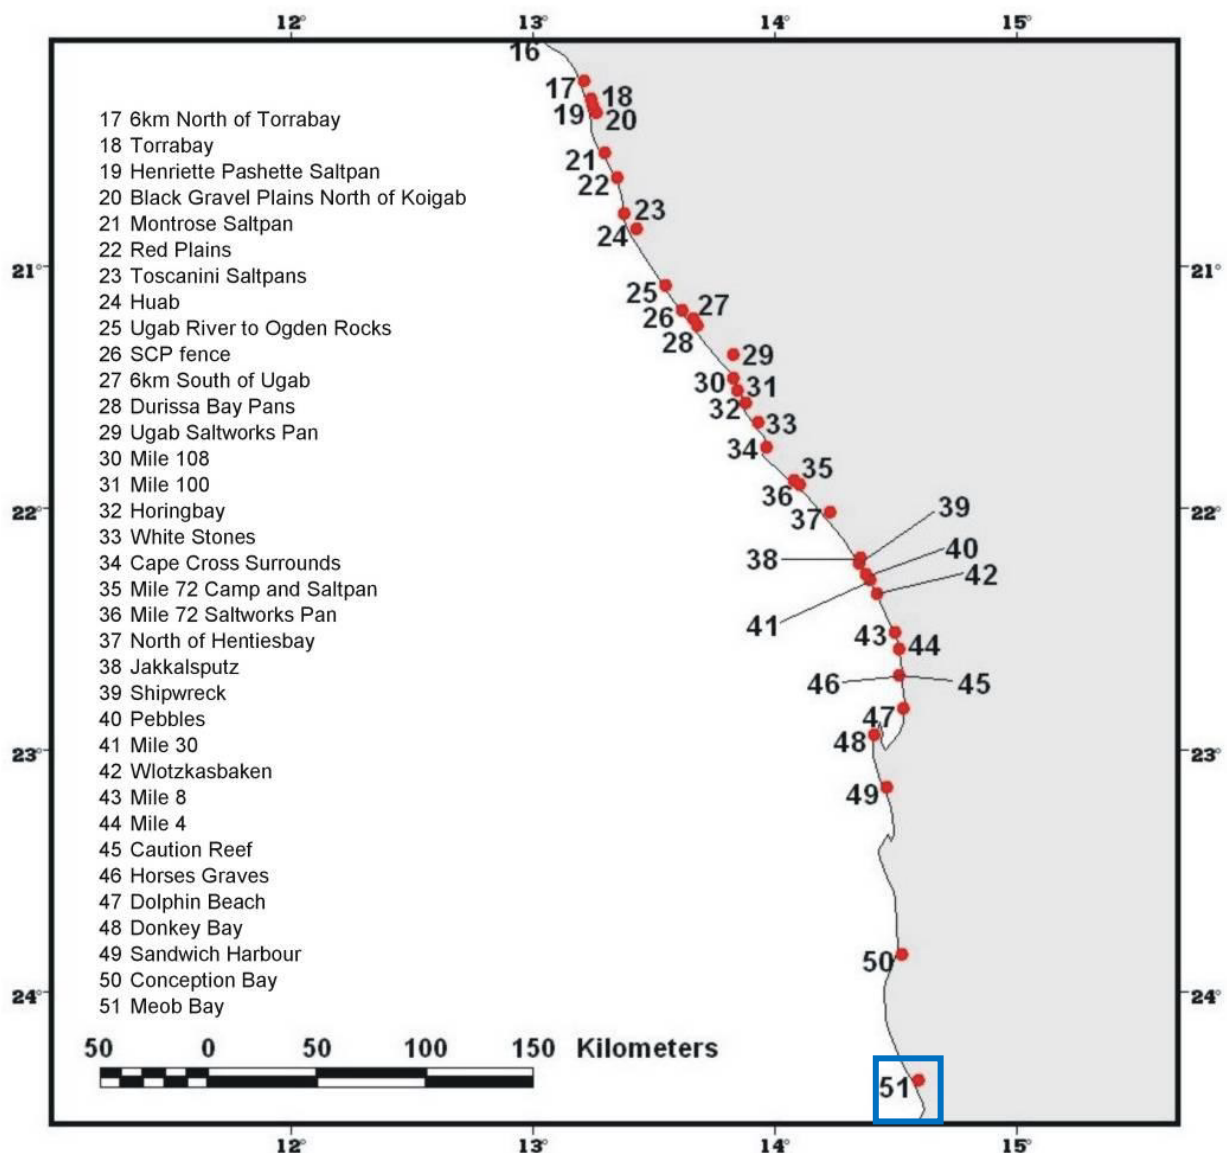 12° 13° 14° 15°
16
17
18
19
20
17 6km North of Torrabay
18 Torrabay
19 Henriette Pashette Saltpan
20 Black Gravel Plains North of Koigab
21 Montrose Saltpan
22 Red Plains
23 Toscanini Saltpans
24 Huab
25 Ugab River to Ogden Rocks
26 SCP fence
27 6km South of Ugab
28 Durissa Bay Pans
29 Ugab Saltworks Pan
30 Mile 108
31 Mile 100
32 Horingbay
33 White Stones
34 Cape Cross Surrounds
35 Mile 72 Camp and Saltpan
36 Mile 72 Saltworks Pan
37 North of Hentiesbay
38 Jakkalsputz
39 Shipwreck
40 Pebbles
41 Mile 30
42 Wlotzkasbaken
43 Mile 8
44 Mile 4
45 Caution Reef
46 Horses Graves
47 Dolphin Beach
48 Donkey Bay
49 Sandwich Harbour
50 Conception Bay
51 Meob Bay
21
22
23
24
21° 21°
25
26
27
28
29
30
31
32
33
34
35
36
22° 22°
37
39
38
40
42
41
43
44
46
45
47
48
23° 23°
49
50
24° 24°
50 0 50 100 150 Kilometers
51
12° 13° 14° 15°